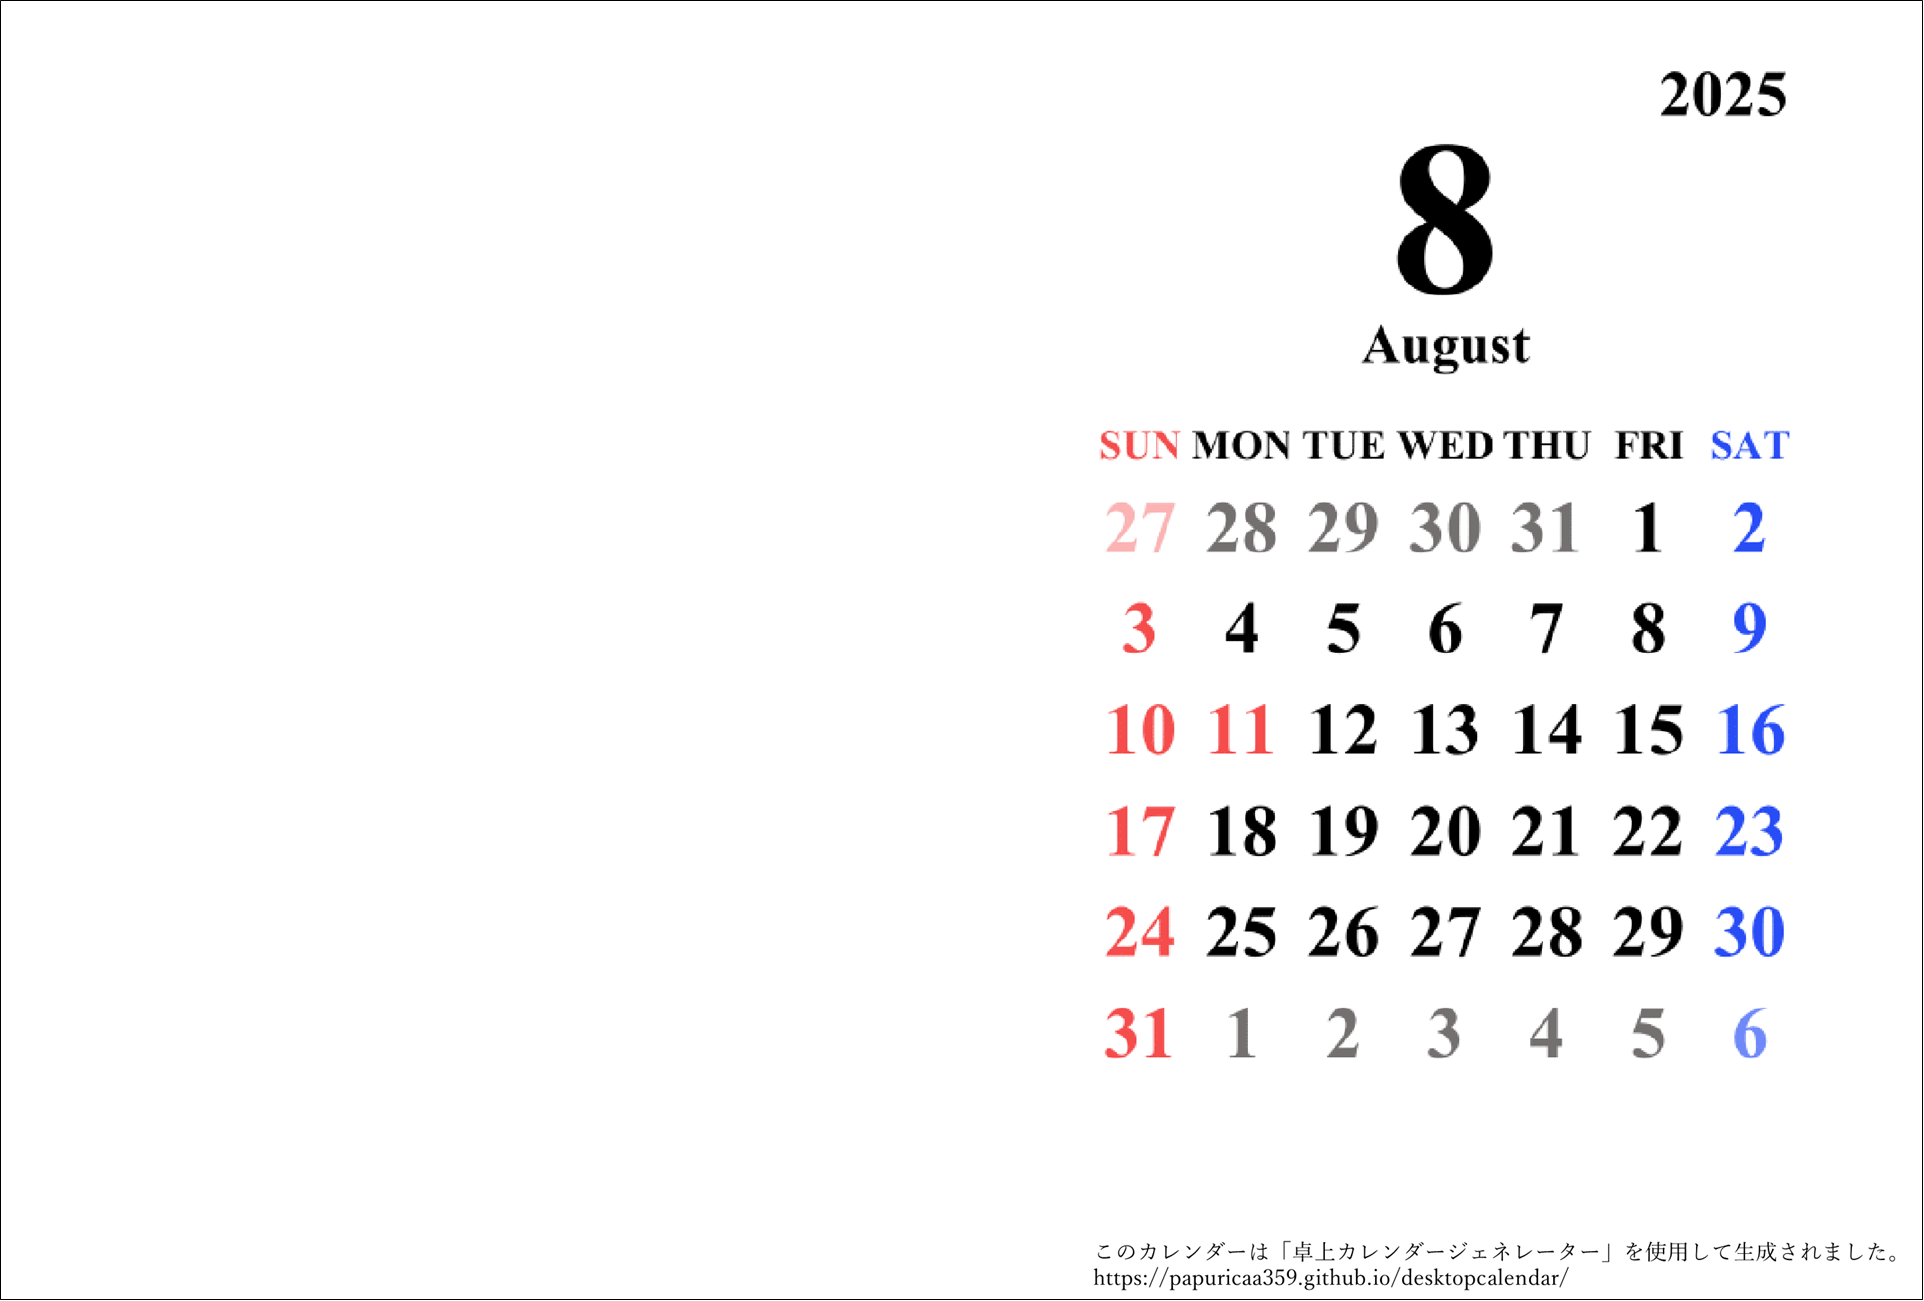 2025
8
August
SUN MON TUE WED THU FRI SAT
27 28 29 30 31 1 2
3 4 5 6 7 8 9
10 11 12 13 14 15 16
17 18 19 20 21 22 23
24 25 26 27 28 29 30
31 1 2 3 4 5 6
このカレンダーは「卓上カレンダージェネレーター」を使用して生成されました。
https://papuricaa359.github.io/desktopcalendar/